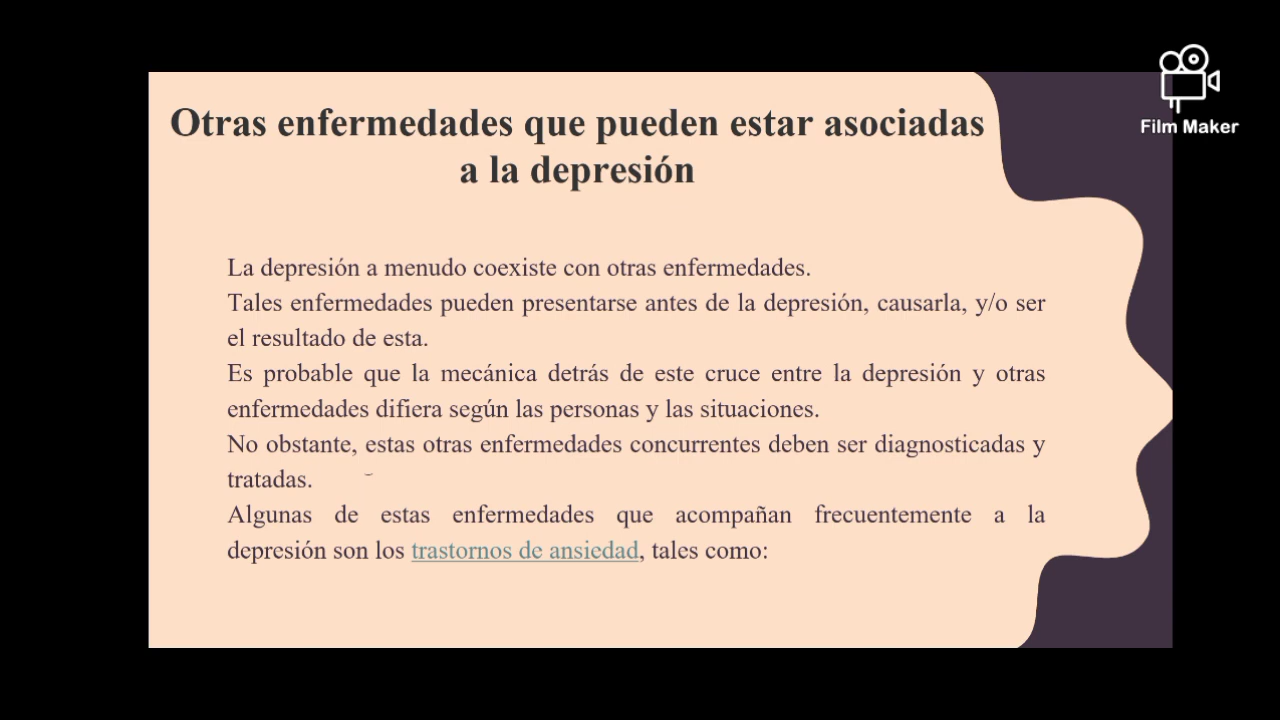 Otras enfermedades que pueden estar asociadas
a la depresión
Film Maker
La depresión a menudo coexiste con otras enfermedades.
Tales enfermedades pueden presentarse antes de la depresión, causarla, y/o ser
el resultado de esta.
Es probable que la mecánica detrás de este cruce entre la depresión y otras
enfermedades difiera según las personas y las situaciones.
No obstante, estas otras enfermedades concurrentes deben ser diagnosticadas y
tratadas.
Algunas de estas enfermedades que acompañan frecuentemente a la
depresión son los trastornos de ansiedad, tales como: